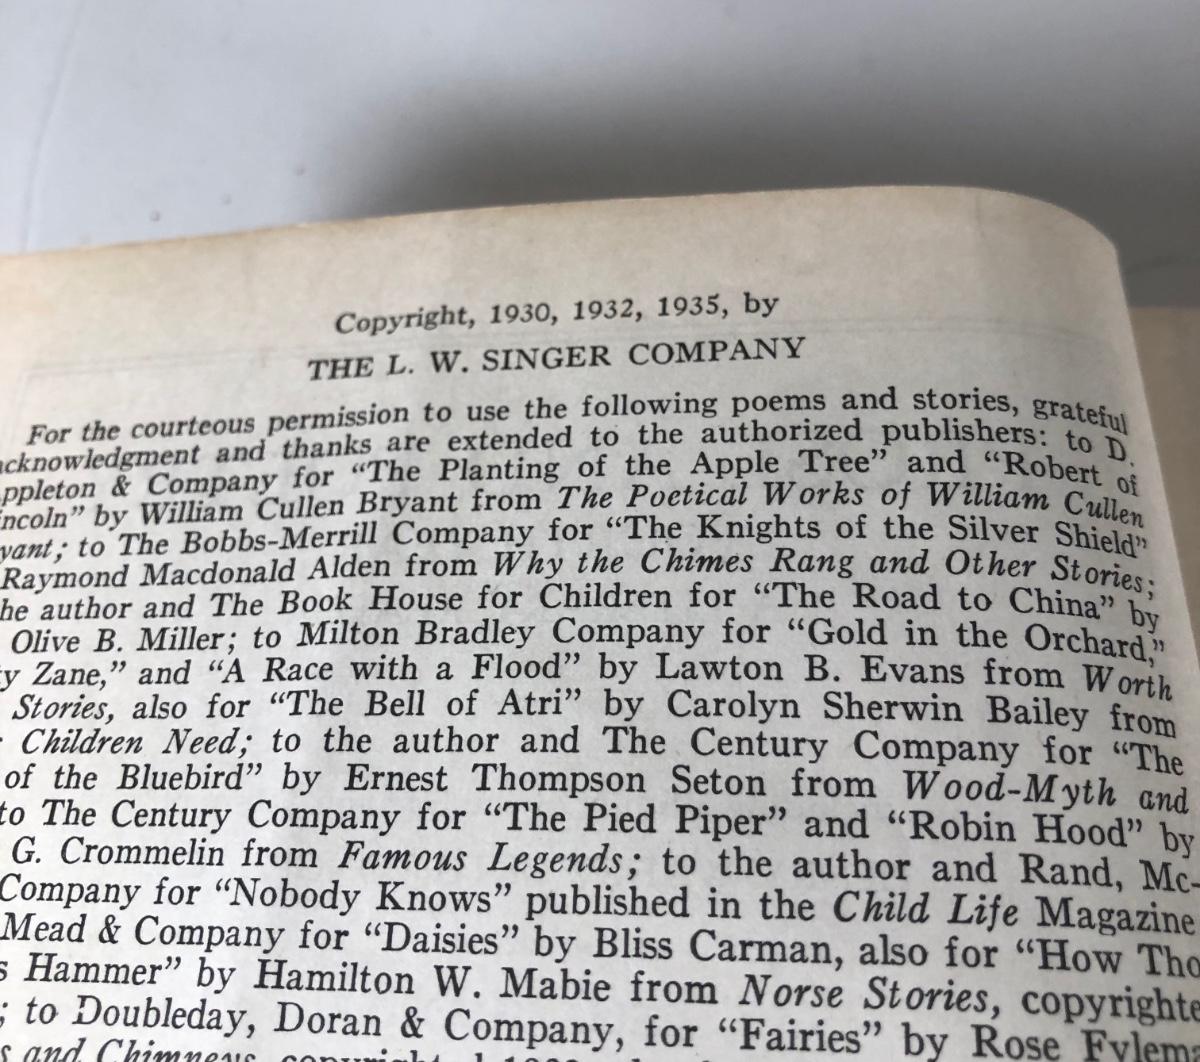 Copyright, 1930, 1932, 1935, by
THE L. W. SINGER COMPANY
For the courteous permission to use the following poems and stories, grateful
acknowledgment and thanks are extended to the authorized publishers: to D.
ppleton & Company for “The Planting of the Apple Tree” and “Robert of
incoln” by William Cullen Bryant from The Poetical Works of William Cullen
yant; to The Bobbs-Merrill Company for “The Knights of the Silver Shield”
Raymond Macdonald Alden from Why the Chimes Rang and Other Stories;
he author and The Book House for Children for “The Road to China” by
Olive B. Miller; to Milton Bradley Company for “Gold in the Orchard,”
y Zane,” and “A Race with a Flood” by Lawton B. Evans from Worth
Stories, also for “The Bell of Atri” by Carolyn Sherwin Bailey from
Children Need; to the author and The Century Company for “The
of the Bluebird” by Ernest Thompson Seton from Wood-Myth and
to The Century Company for “The Pied Piper” and “Robin Hood” by
G. Crommelin from Famous Legends; to the author and Rand, Mc-
Company for “Nobody Knows” published in the Child Life Magazine
Mead & Company for “Daisies” by Bliss Carman, also for “How Tho
s Hammer” by Hamilton W. Mabie from Norse Stories, copyrighte
; to Doubleday, Doran & Company, for “Fairies” by Rose Fylem
s and Chimneys, copyright